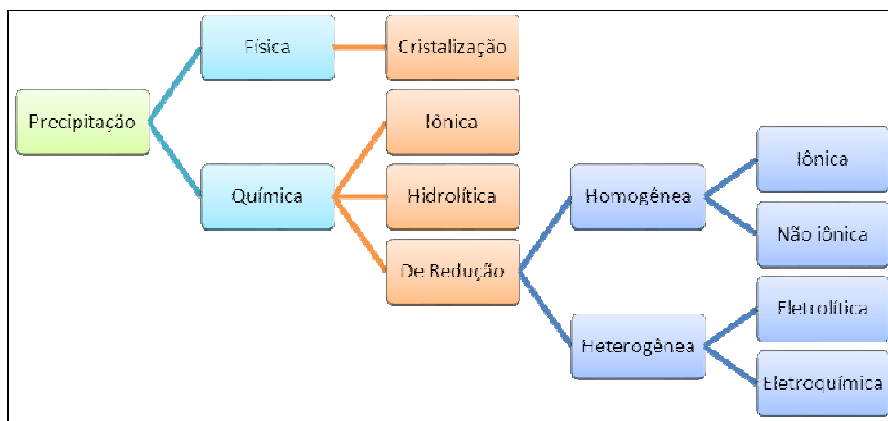 Precipitação
Física
Cristalização
Química
Iônica
Hidrolítica
De Redução
Homogênea
Iônica
Não iônica
Heterogênea
Eletrolítica
Eletroquímica